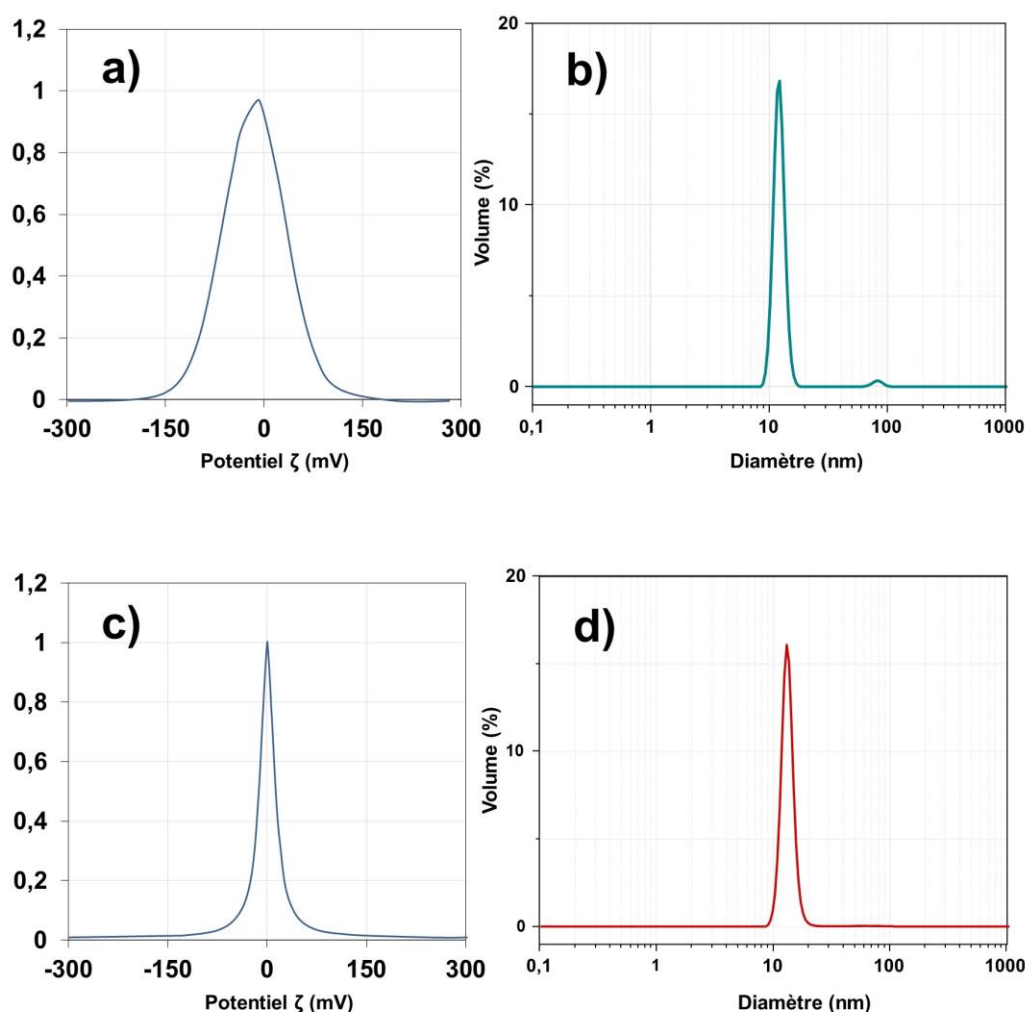 a)
1,2
1
0,8
0,6
0,4
0,2
0
-300 -150 0 150 300
Potentiel ζ (mV)
b)
Volume (%)
20
10
0
0,1 1 10 100 1000
Diamètre (nm)
c)
1,2
1
0,8
0,6
0,4
0,2
0
-300 -150 0 150 300
Potentiel ζ (mV)
d)
Volume (%)
20
10
0
0,1 1 10 100 1000
Diamètre (nm)